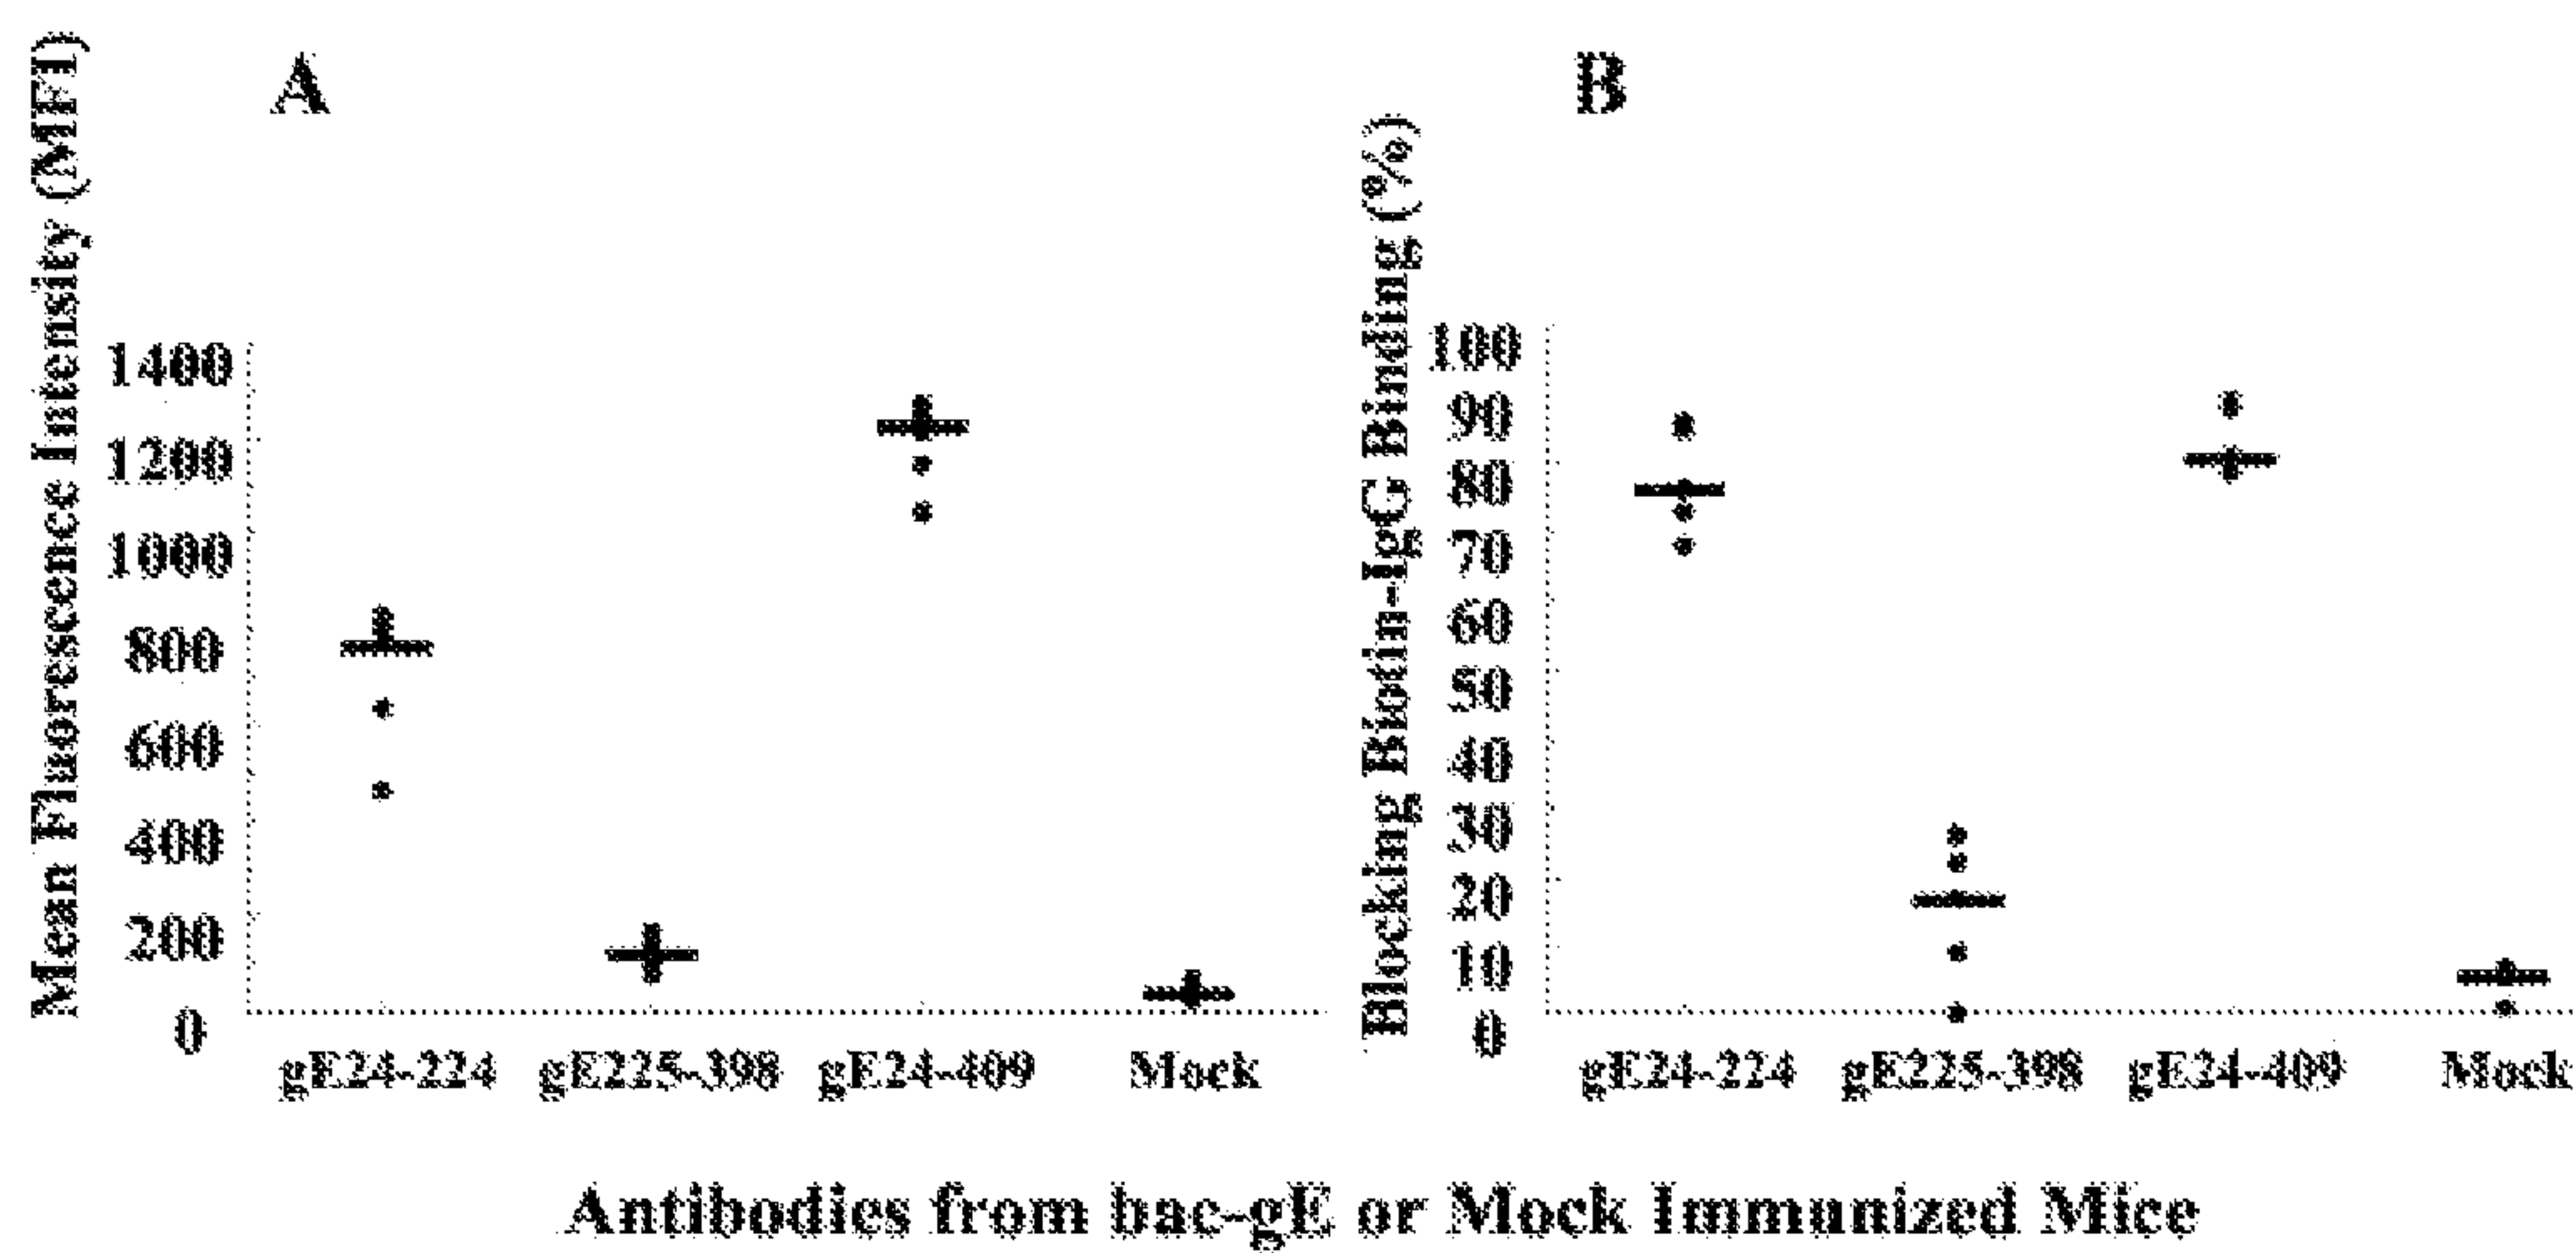 A
Mean Fluorescence Intensity (MFI)
1400
1200
1000
800
600
400
200
0
gE24-224 gE225-398 gE24-409 Mock
B
Blocking Biotin-IgG Binding (%)
100
90
80
70
60
50
40
30
20
10
0
gE24-224 gE225-398 gE24-409 Mock
Antibodies from bac-gE or Mock Immunized Mice